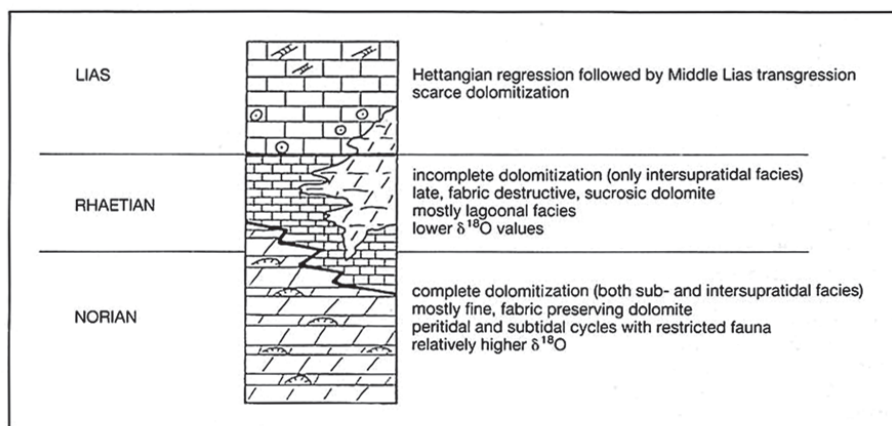 LIAS
Hettangian regression followed by Middle Lias transgression
scarce dolomitization
RHAETIAN
incomplete dolomitization (only intersupratidal facies)
late, fabric destructive, sucrosic dolomite
mostly lagoonal facies
lower δ¹⁸O values
NORIAN
complete dolomitization (both sub- and intersupratidal facies)
mostly fine, fabric preserving dolomite
peritidal and subtidal cycles with restricted fauna
relatively higher δ¹⁸O